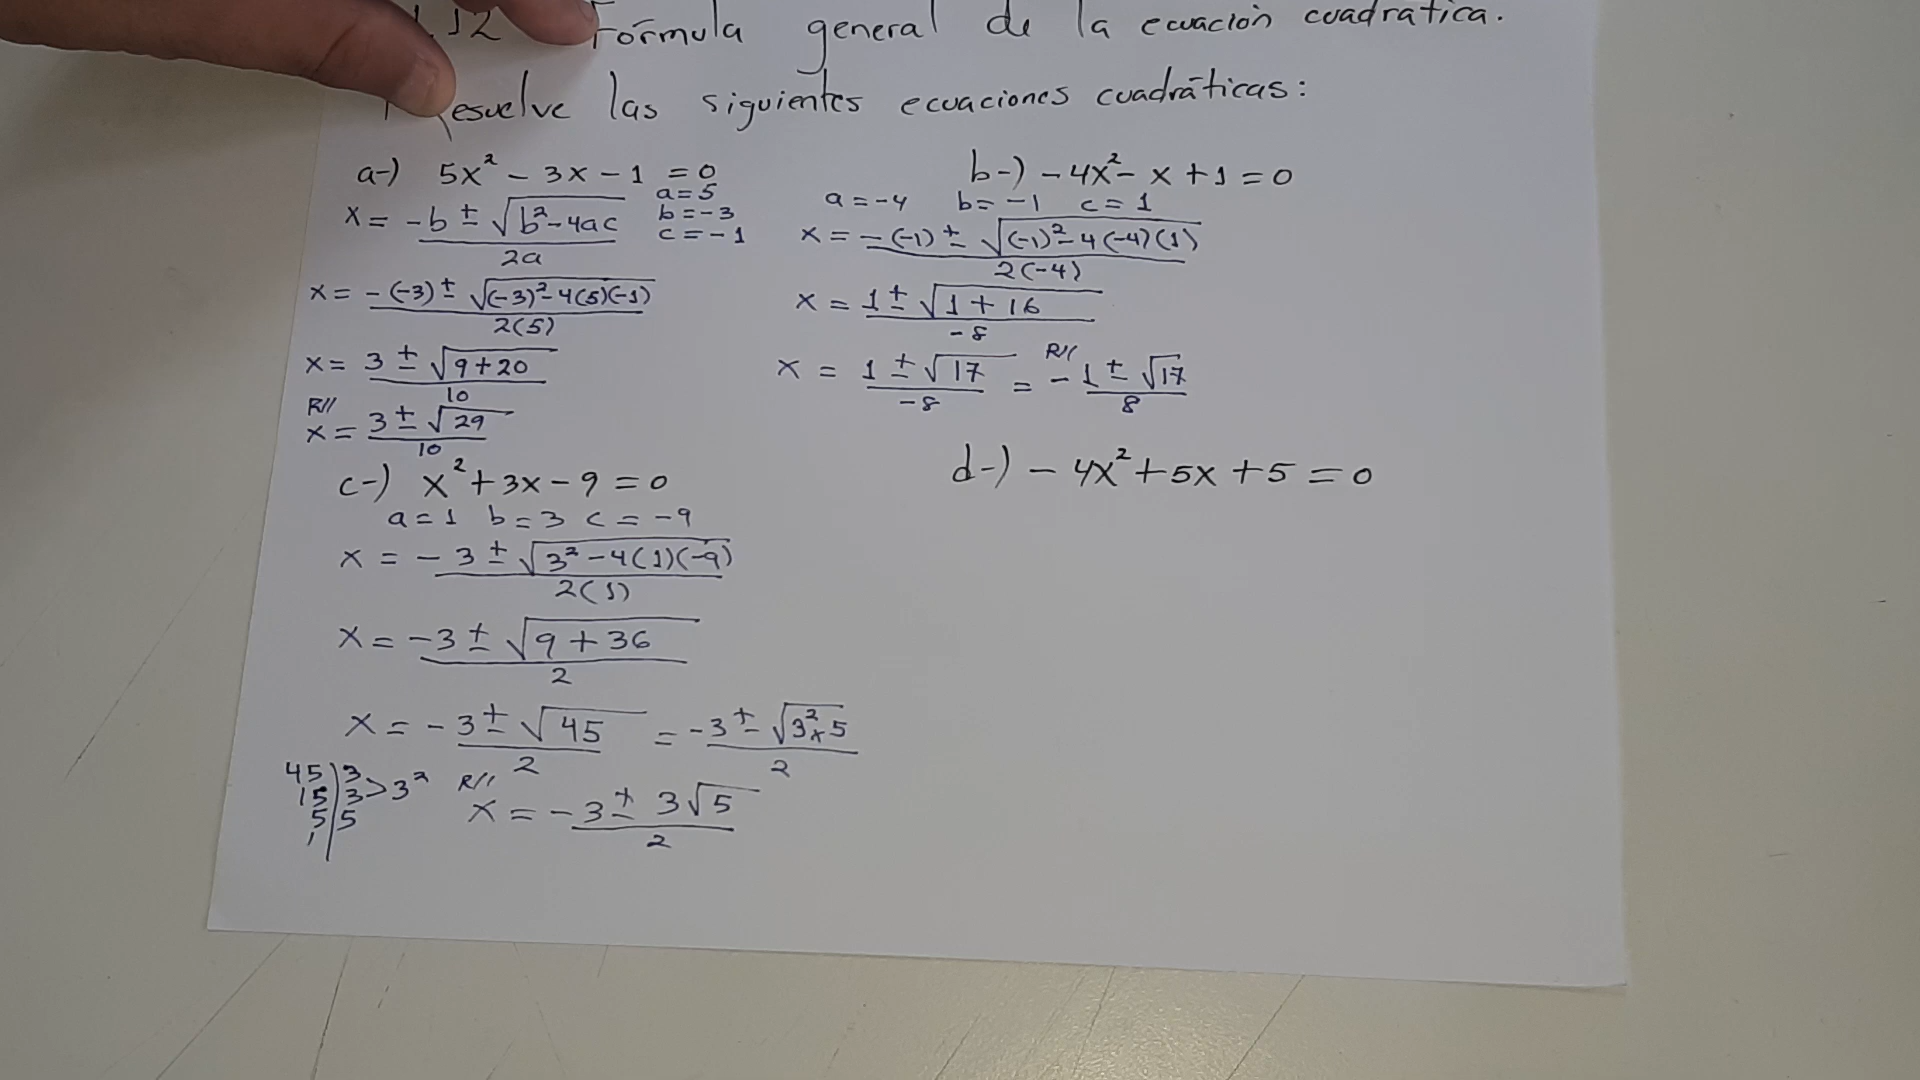 12 Fórmula general de la ecuación cuadrática.
Resuelve las siguientes ecuaciones cuadráticas:
a-) 5x² - 3x - 1 = 0
a = 5
x = -b ± √b² - 4ac / 2a
b = -3
c = -1
x = -(-3) ± √(-3)² - 4(5)(-1) / 2(5)
x = 3 ± √9 + 20 / 10
R//
x = 3 ± √29 / 10
b-) - 4x² - x + 1 = 0
a = -4 b = -1 c = 1
x = -(-1) ± √(-1)² - 4(-4)(1) / 2(-4)
x = 1 ± √1 + 16 / -8
R//
x = 1 ± √17 / -8 = - 1 ± √17 / 8
c-) x² + 3x - 9 = 0
a = 1 b = 3 c = -9
x = -3 ± √3² - 4(1)(-9) / 2(1)
x = -3 ± √9 + 36 / 2
x = -3 ± √45 / 2 = -3 ± √3² x 5 / 2
45 | 3
15 | 3 > 3²
5 | 5
1 |
R//
x = -3 ± 3√5 / 2
d-) - 4x² + 5x + 5 = 0